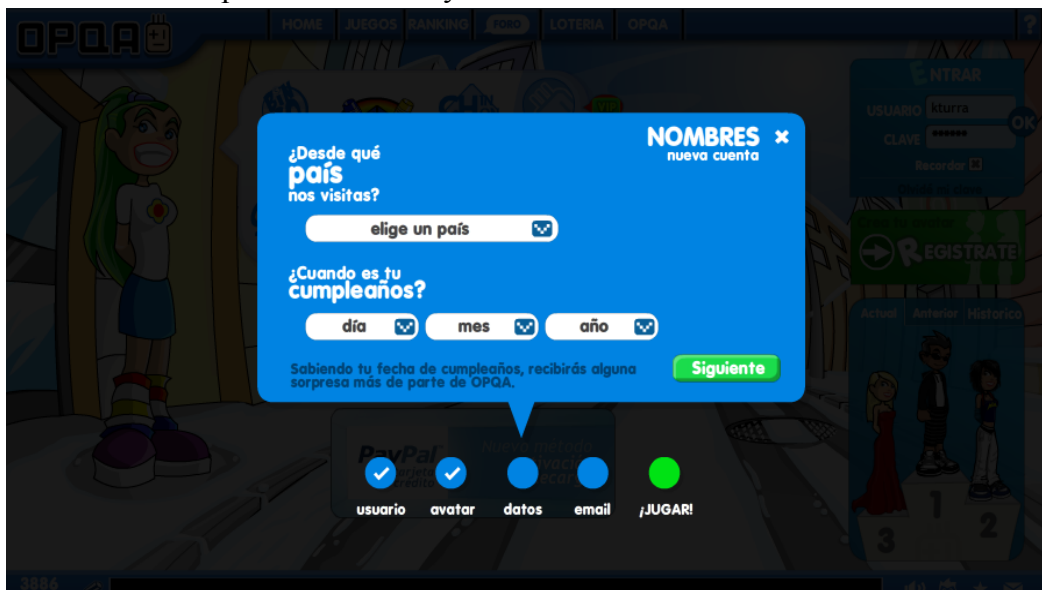 OPQA
HOME JUEGOS RANKING FORO LOTERIA OPQA ?
VIP
ENTRAR
USUARIO kturra
CLAVE ****** OK
Recordar
NOMBRES
nueva cuenta
¿Desde qué
país
nos visitas?
elige un país
¿Cuando es tu
cumpleaños?
día mes año
Sabiendo tu fecha de cumpleaños, recibirás alguna
sorpresa más de parte de OPQA.
Siguiente
REGISTRATE
Actual Anterior Historico
1
2
3
PayPal
Nuevo metodo
usuario avatar datos email ¡JUGAR!
3886